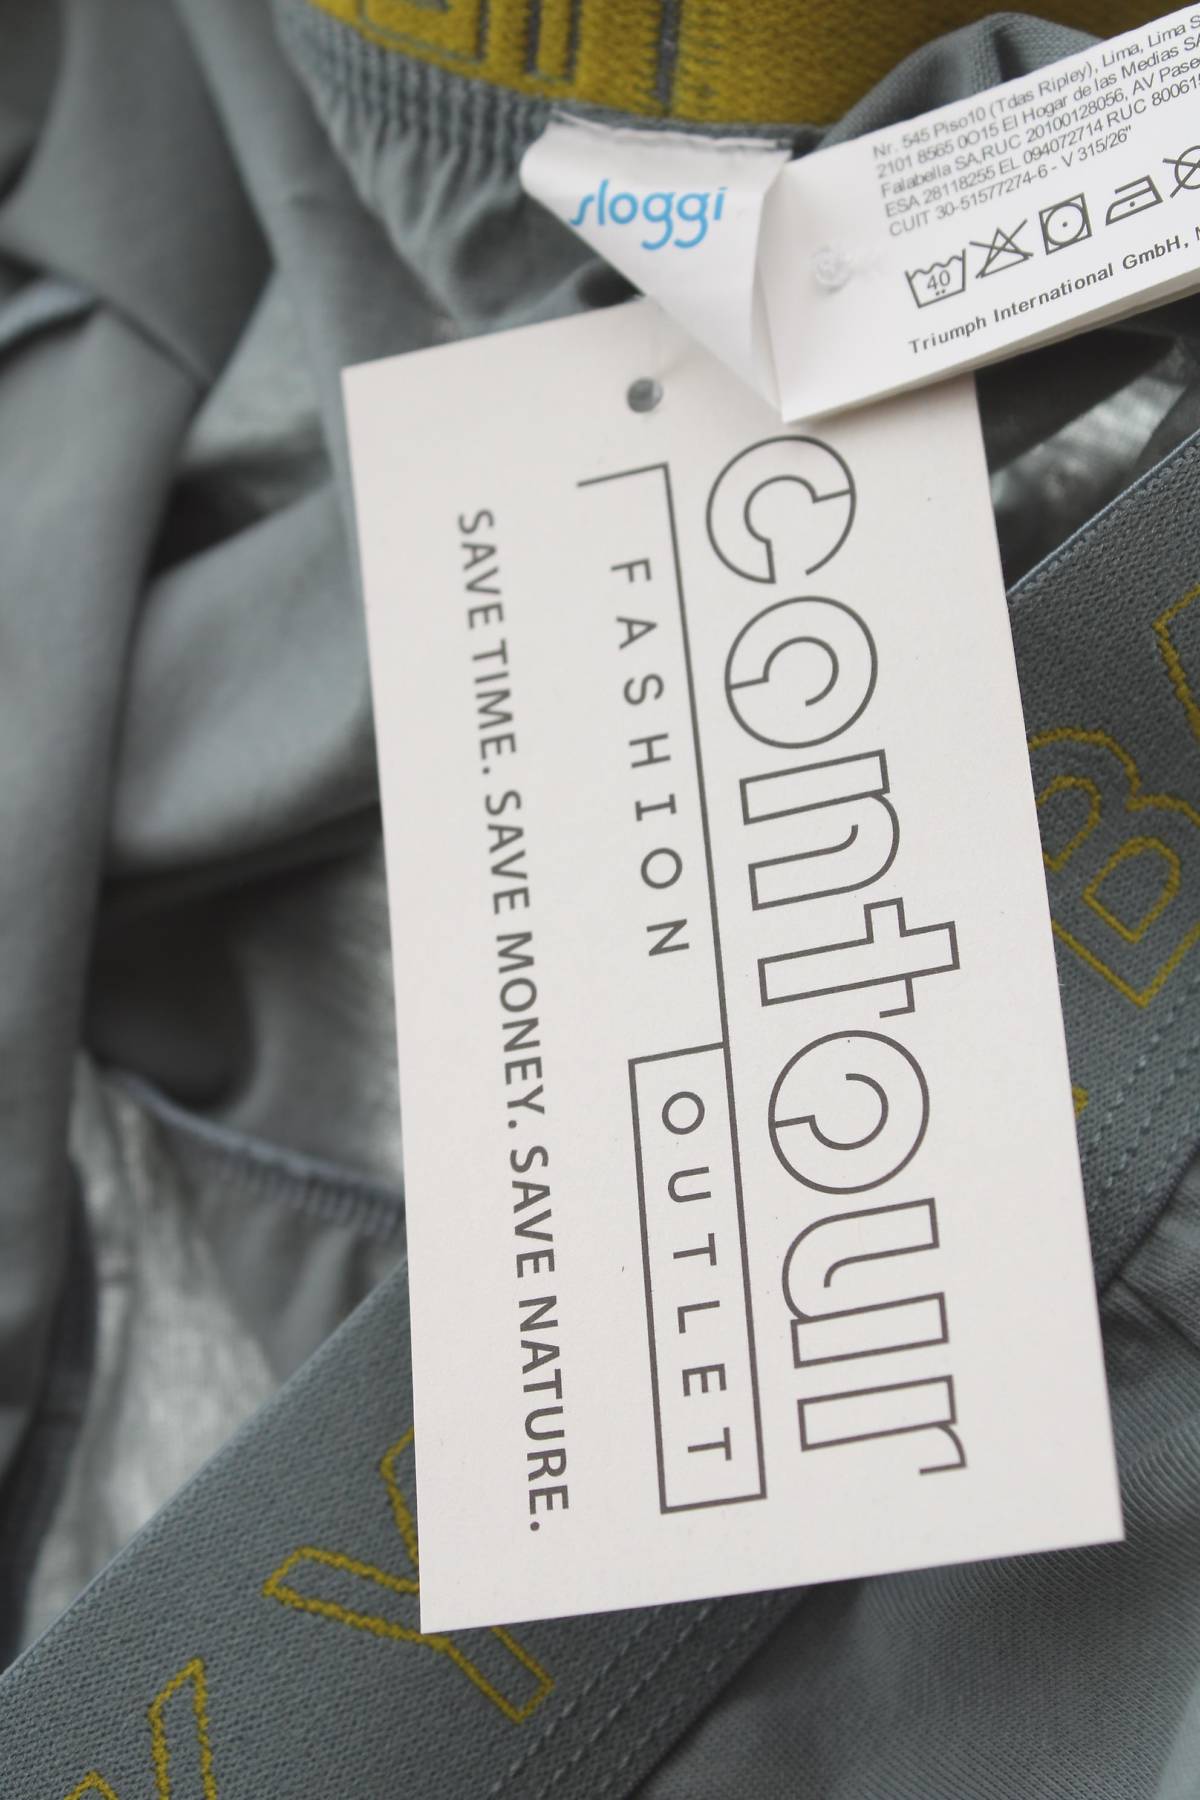 sloggi
Nr. 545 Piso10 (Tdas Ripley), Lima, Lima
2101 8565 0O15 El Hogar de las Medias
Falabella SA,RUC 20100128056, AV
ESA 28118255 EL 094072714 RUC
CUIT 30-51577274-6 - V 315/26"
40
Triumph International GmbH,
contour
FASHION OUTLET
SAVE TIME. SAVE MONEY. SAVE NATURE.